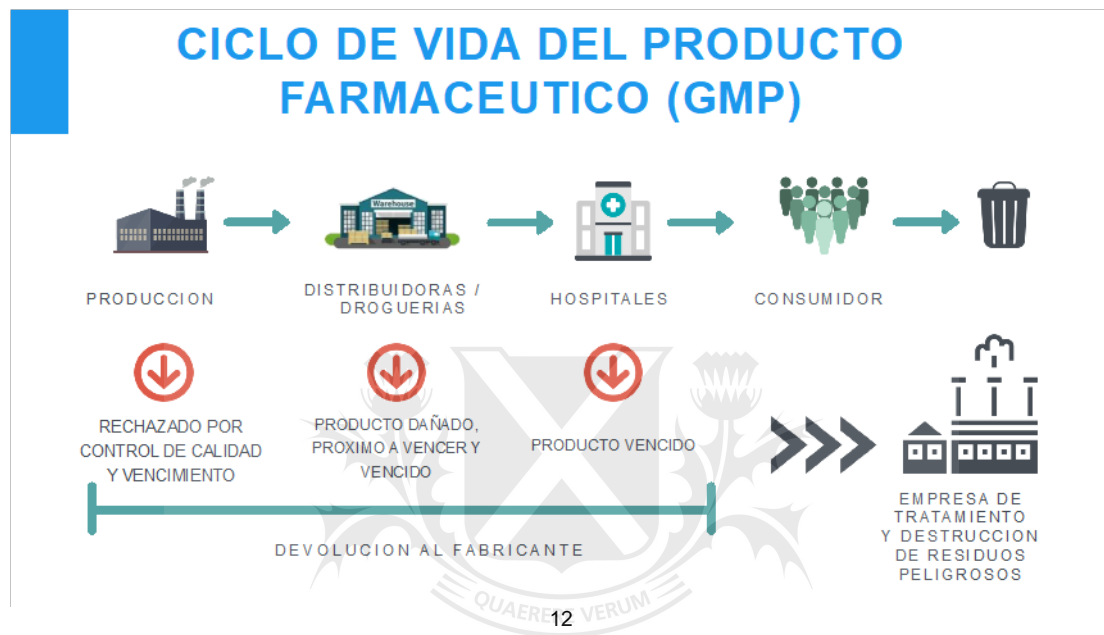 CICLO DE VIDA DEL PRODUCTO
FARMACEUTICO (GMP)
Warehouse
PRODUCCION
DISTRIBUIDORAS /
DROGUERIAS
HOSPITALES
CONSUMIDOR
RECHAZADO POR
CONTROL DE CALIDAD
Y VENCIMIENTO
PRODUCTO DAÑADO,
PROXIMO A VENCER Y
VENCIDO
PRODUCTO VENCIDO
EMPRESA DE
TRATAMIENTO
Y DESTRUCCION
DE RESIDUOS
PELIGROSOS
DEVOLUCION AL FABRICANTE
QUAERERE VERUM
12